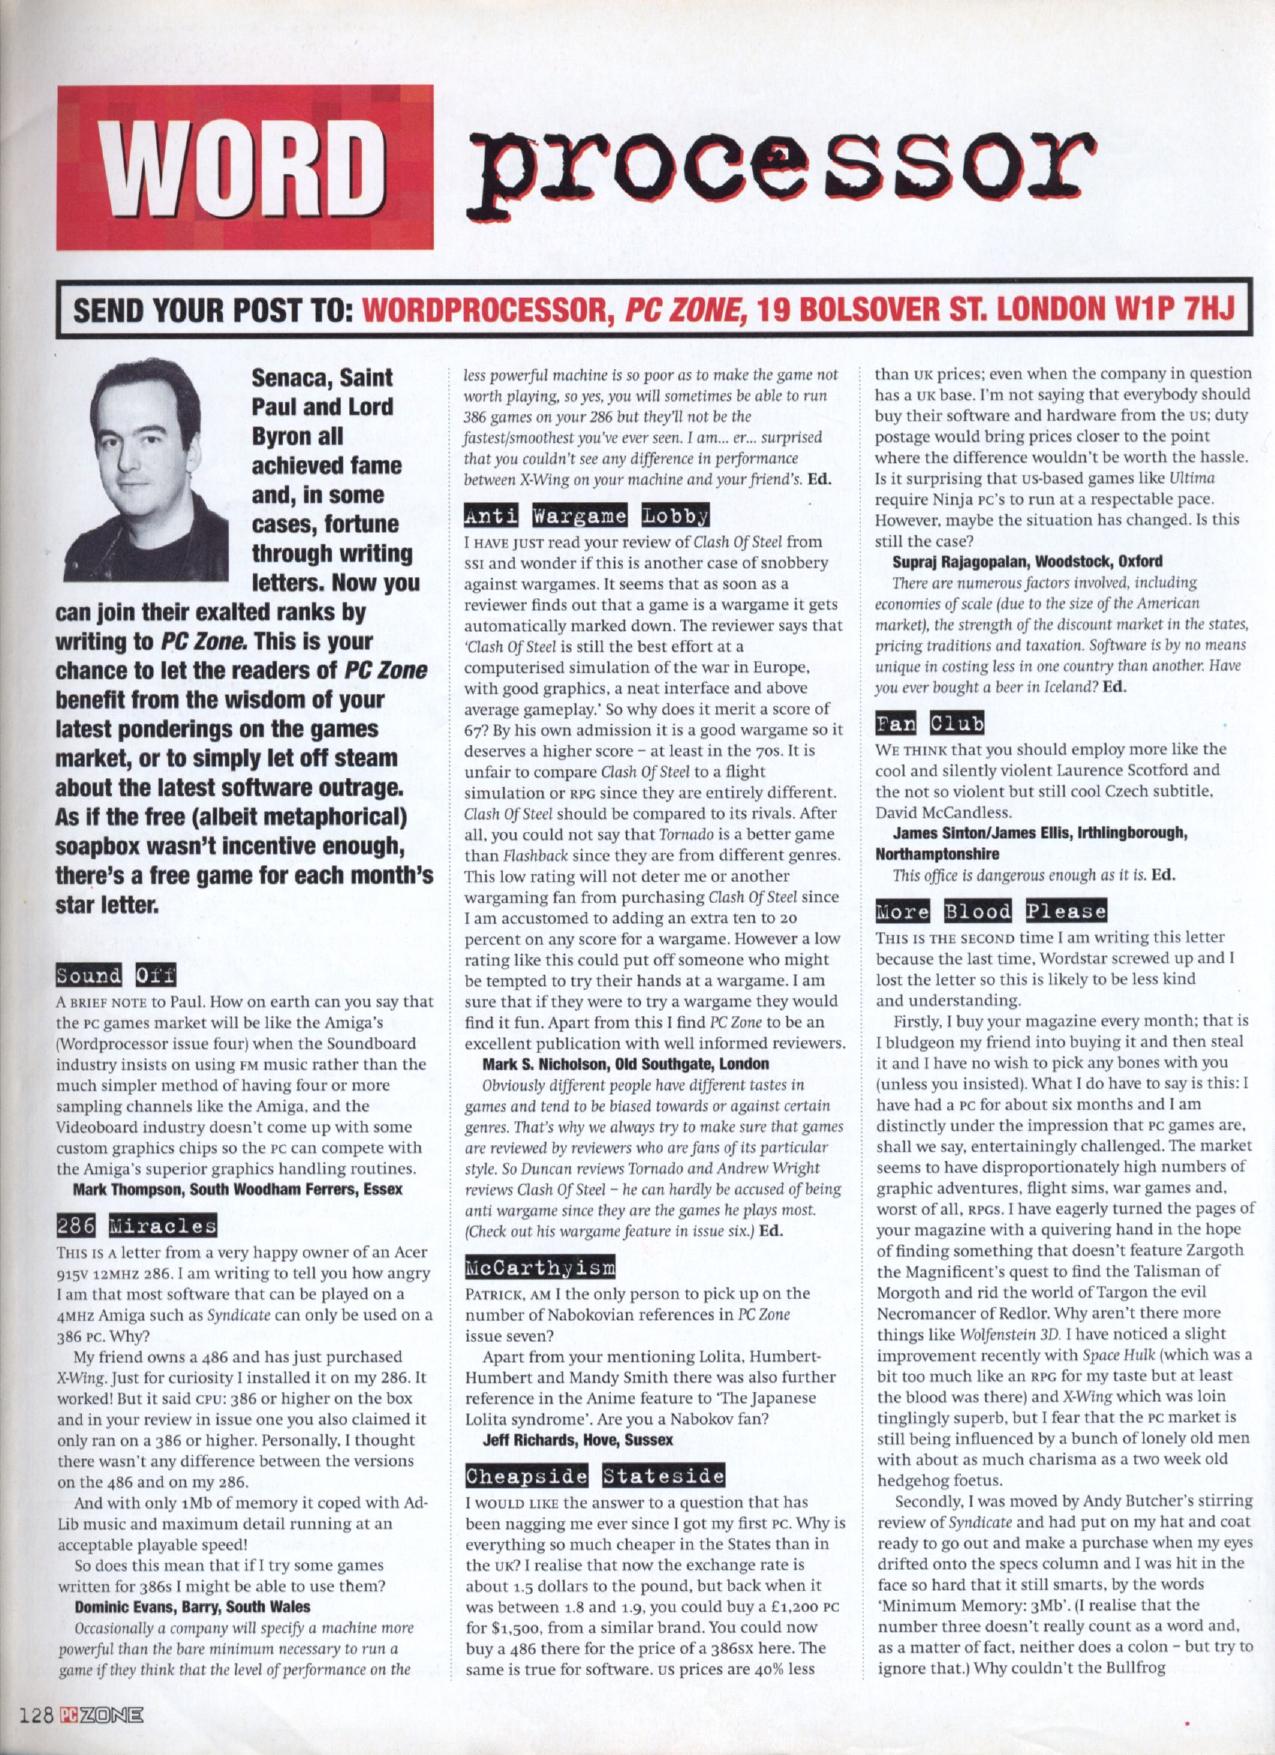 WORD processor
SEND YOUR POST TO: WORDPROCESSOR, PC ZONE, 19 BOLSOVER ST. LONDON W1P 7HJ
Senaca, Saint
Paul and Lord
Byron all
achieved fame
and, in some
cases, fortune
through writing
letters. Now you
can join their exalted ranks by
writing to PC Zone. This is your
chance to let the readers of PC Zone
benefit from the wisdom of your
latest ponderings on the games
market, or to simply let off steam
about the latest software outrage.
As if the free (albeit metaphorical)
soapbox wasn't incentive enough,
there's a free game for each month's
star letter.
Sound Off
A BRIEF NOTE to Paul. How on earth can you say that
the PC games market will be like the Amiga's
(Wordprocessor issue four) when the Soundboard
industry insists on using FM music rather than the
much simpler method of having four or more
sampling channels like the Amiga, and the
Videoboard industry doesn't come up with some
custom graphics chips so the PC can compete with
the Amiga's superior graphics handling routines.
Mark Thompson, South Woodham Ferrers, Essex
286 Miracles
THIS IS A letter from a very happy owner of an Acer
915V 12MHZ 286. I am writing to tell you how angry
I am that most software that can be played on a
4MHZ Amiga such as Syndicate can only be used on a
386 PC. Why?
My friend owns a 486 and has just purchased
X-Wing. Just for curiosity I installed it on my 286. It
worked! But it said CPU: 386 or higher on the box
and in your review in issue one you also claimed it
only ran on a 386 or higher. Personally, I thought
there wasn't any difference between the versions
on the 486 and on my 286.
And with only 1Mb of memory it coped with Ad-
Lib music and maximum detail running at an
acceptable playable speed!
So does this mean that if I try some games
written for 386s I might be able to use them?
Dominic Evans, Barry, South Wales
Occasionally a company will specify a machine more
powerful than the bare minimum necessary to run a
game if they think that the level of performance on the
less powerful machine is so poor as to make the game not
worth playing, so yes, you will sometimes be able to run
386 games on your 286 but they'll not be the
fastest/smoothest you've ever seen. I am... er... surprised
that you couldn't see any difference in performance
between X-Wing on your machine and your friend's. Ed.
Anti Wargame Lobby
I HAVE JUST read your review of Clash Of Steel from
SSI and wonder if this is another case of snobbery
against wargames. It seems that as soon as a
reviewer finds out that a game is a wargame it gets
automatically marked down. The reviewer says that
'Clash Of Steel is still the best effort at a
computerised simulation of the war in Europe,
with good graphics, a neat interface and above
average gameplay.' So why does it merit a score of
67? By his own admission it is a good wargame so it
deserves a higher score – at least in the 70s. It is
unfair to compare Clash Of Steel to a flight
simulation or RPG since they are entirely different.
Clash Of Steel should be compared to its rivals. After
all, you could not say that Tornado is a better game
than Flashback since they are from different genres.
This low rating will not deter me or another
wargaming fan from purchasing Clash Of Steel since
I am accustomed to adding an extra ten to 20
percent on any score for a wargame. However a low
rating like this could put off someone who might
be tempted to try their hands at a wargame. I am
sure that if they were to try a wargame they would
find it fun. Apart from this I find PC Zone to be an
excellent publication with well informed reviewers.
Mark S. Nicholson, Old Southgate, London
Obviously different people have different tastes in
games and tend to be biased towards or against certain
genres. That's why we always try to make sure that games
are reviewed by reviewers who are fans of its particular
style. So Duncan reviews Tornado and Andrew Wright
reviews Clash Of Steel – he can hardly be accused of being
anti wargame since they are the games he plays most.
(Check out his wargame feature in issue six.) Ed.
McCarthyism
PATRICK, AM I the only person to pick up on the
number of Nabokovian references in PC Zone
issue seven?
Apart from your mentioning Lolita, Humbert-
Humbert and Mandy Smith there was also further
reference in the Anime feature to 'The Japanese
Lolita syndrome'. Are you a Nabokov fan?
Jeff Richards, Hove, Sussex
Cheapside Stateside
I WOULD LIKE the answer to a question that has
been nagging me ever since I got my first PC. Why is
everything so much cheaper in the States than in
the UK? I realise that now the exchange rate is
about 1.5 dollars to the pound, but back when it
was between 1.8 and 1.9, you could buy a £1,200 PC
for $1,500, from a similar brand. You could now
buy a 486 there for the price of a 386SX here. The
same is true for software. US prices are 40% less
than UK prices; even when the company in question
has a UK base. I'm not saying that everybody should
buy their software and hardware from the US; duty
postage would bring prices closer to the point
where the difference wouldn't be worth the hassle.
Is it surprising that US-based games like Ultima
require Ninja PC's to run at a respectable pace.
However, maybe the situation has changed. Is this
still the case?
Supraj Rajagopalan, Woodstock, Oxford
There are numerous factors involved, including
economies of scale (due to the size of the American
market), the strength of the discount market in the states,
pricing traditions and taxation. Software is by no means
unique in costing less in one country than another. Have
you ever bought a beer in Iceland? Ed.
Fan Club
WE THINK that you should employ more like the
cool and silently violent Laurence Scotford and
the not so violent but still cool Czech subtitle,
David McCandless.
James Sinton/James Ellis, Irthlingborough,
Northamptonshire
This office is dangerous enough as it is. Ed.
More Blood Please
THIS IS THE SECOND time I am writing this letter
because the last time, Wordstar screwed up and I
lost the letter so this is likely to be less kind
and understanding.
Firstly, I buy your magazine every month; that is
I bludgeon my friend into buying it and then steal
it and I have no wish to pick any bones with you
(unless you insisted). What I do have to say is this: I
have had a PC for about six months and I am
distinctly under the impression that PC games are,
shall we say, entertainingly challenged. The market
seems to have disproportionately high numbers of
graphic adventures, flight sims, war games and,
worst of all, RPGS. I have eagerly turned the pages of
your magazine with a quivering hand in the hope
of finding something that doesn't feature Zargoth
the Magnificent's quest to find the Talisman of
Morgoth and rid the world of Targon the evil
Necromancer of Redlor. Why aren't there more
things like Wolfenstein 3D. I have noticed a slight
improvement recently with Space Hulk (which was a
bit too much like an RPG for my taste but at least
the blood was there) and X-Wing which was loin
tinglingly superb, but I fear that the PC market is
still being influenced by a bunch of lonely old men
with about as much charisma as a two week old
hedgehog foetus.
Secondly, I was moved by Andy Butcher's stirring
review of Syndicate and had put on my hat and coat
ready to go out and make a purchase when my eyes
drifted onto the specs column and I was hit in the
face so hard that it still smarts, by the words
'Minimum Memory: 3Mb'. (I realise that the
number three doesn't really count as a word and,
as a matter of fact, neither does a colon – but try to
ignore that.) Why couldn't the Bullfrog
128 PC ZONE